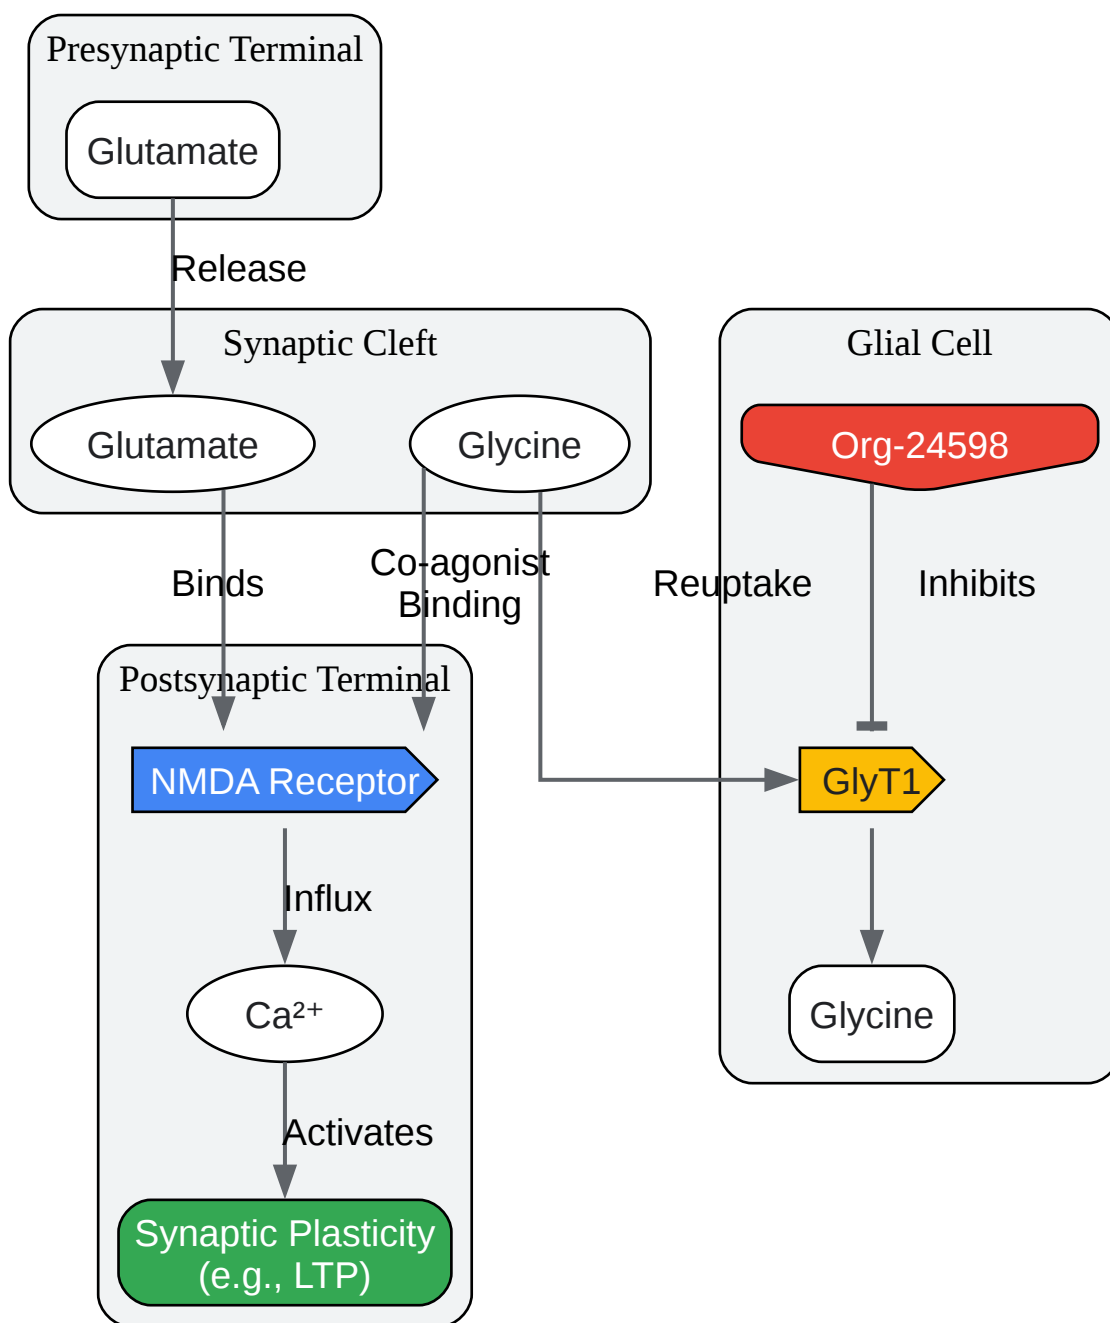 Presynaptic Terminal
Glutamate
Release
Synaptic Cleft
Glial Cell
Glutamate
Glycine
Org-24598
Binds
Co-agonist
Binding
Reuptake
Inhibits
Postsynaptic Terminal
NMDA Receptor
GlyT1
Influx
Ca²⁺
Glycine
Activates
Synaptic Plasticity
(e.g., LTP)